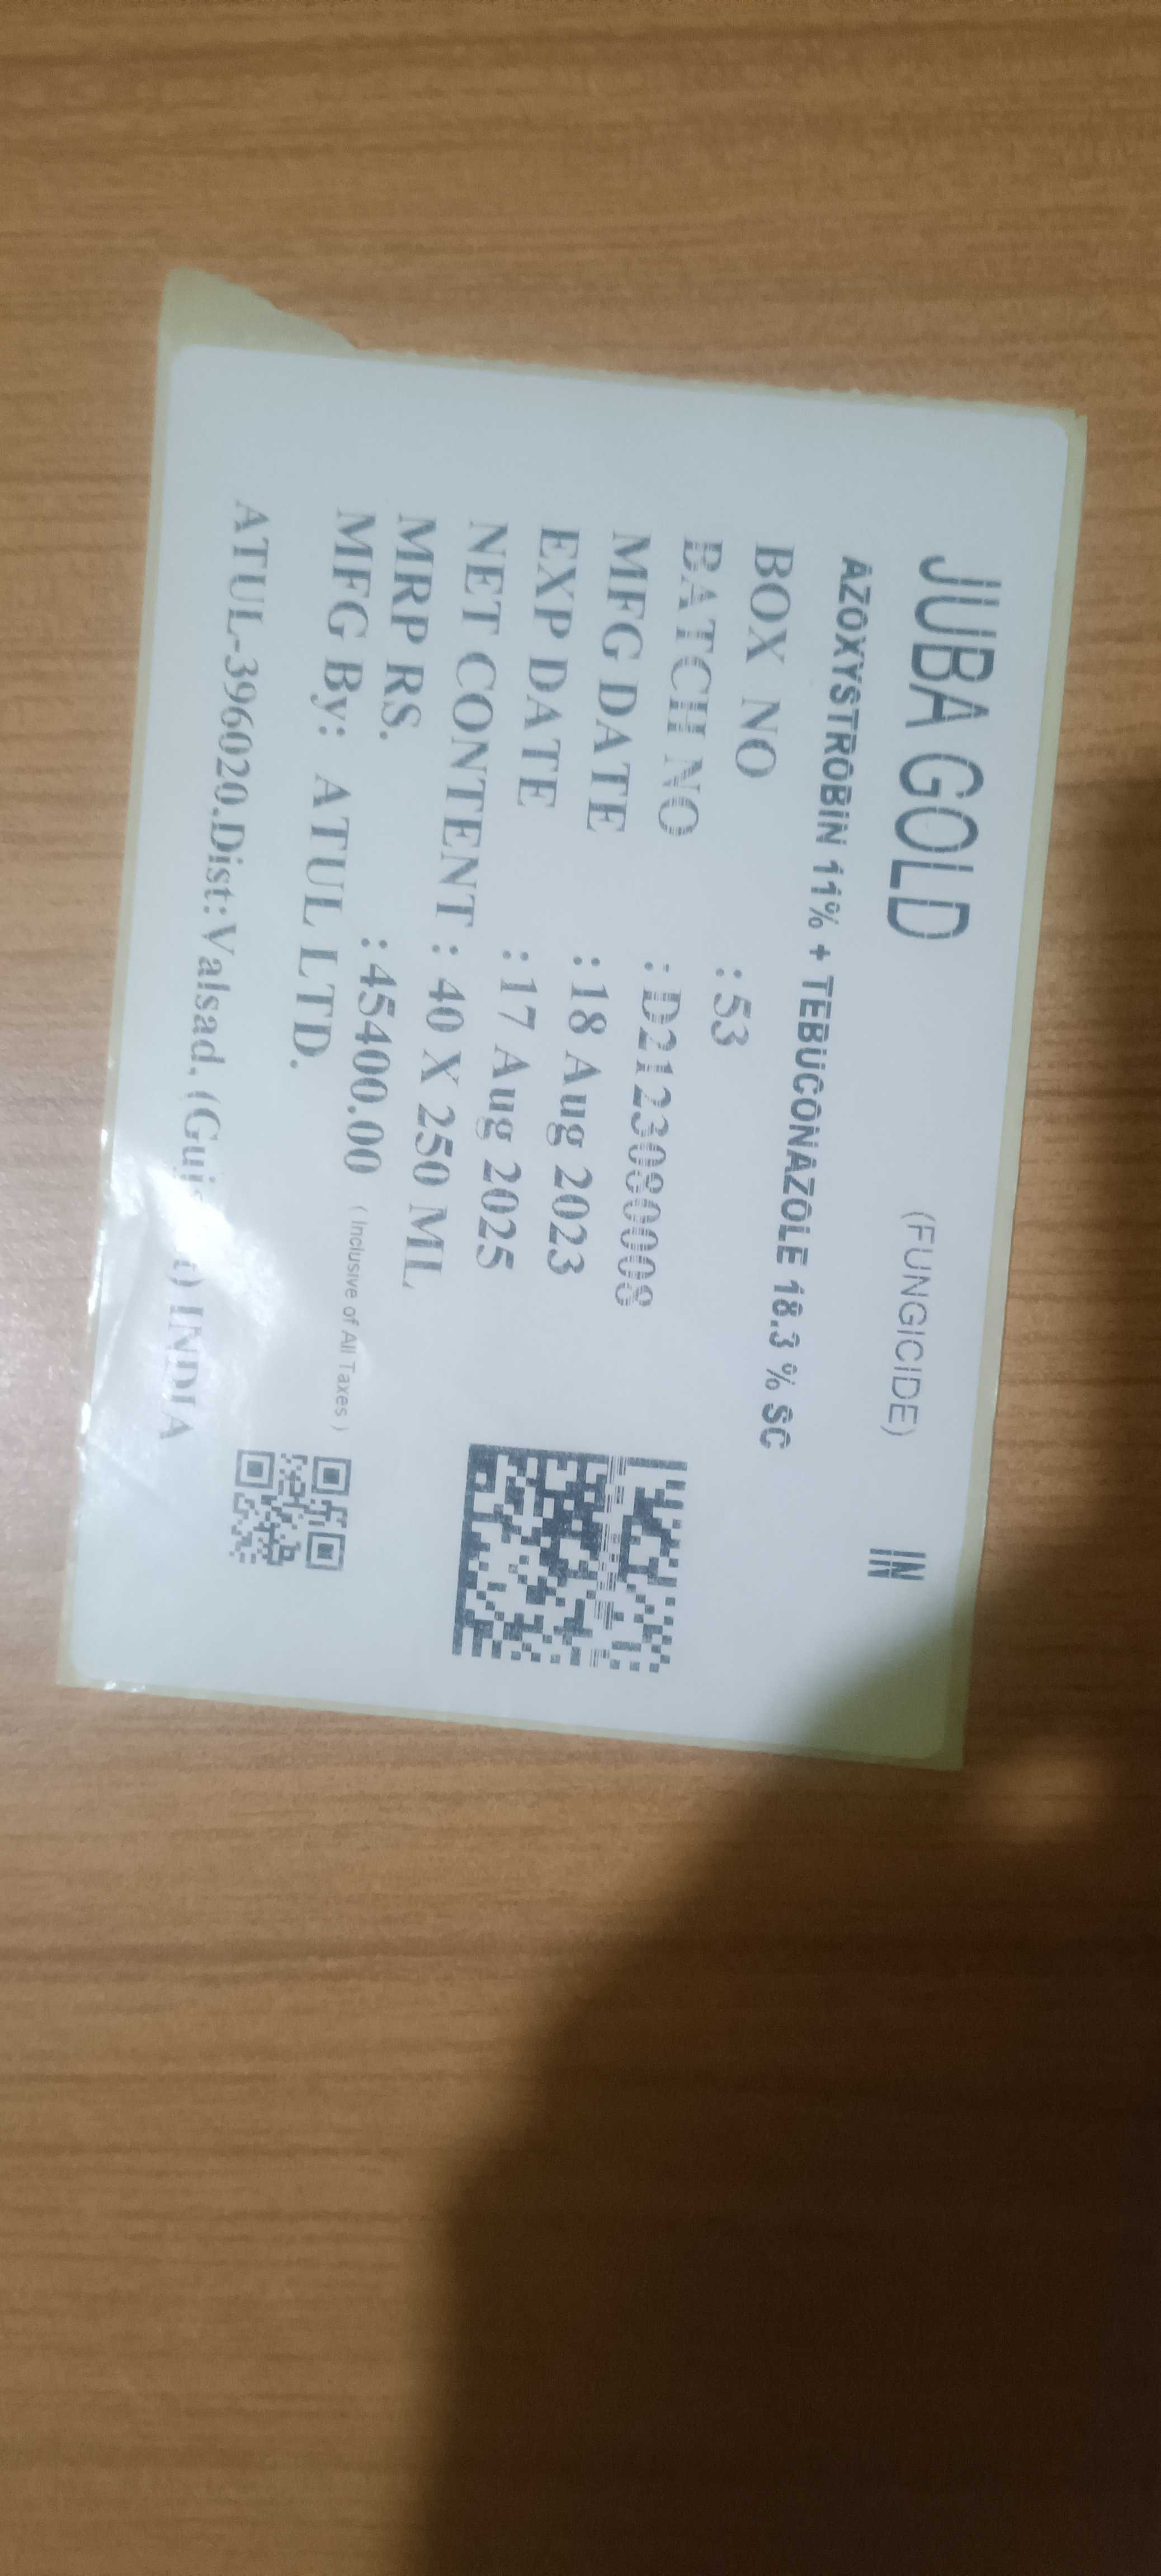 JUBA GOLD (FUNGICIDE) IN
AZOXYSTROBIN 11% + TEBUCONAZOLE 18.3 % SC
BOX NO : 53
BATCH NO
MFG DATE : 18 Aug 2023
EXP DATE : 17 Aug 2025
NET CONTENT : 40 X 250 ML
MRP RS. : 45400.00 ( Inclusive of All Taxes )
MFG By: ATUL LTD.
ATUL-396020.Dist:Valsad, INDIA